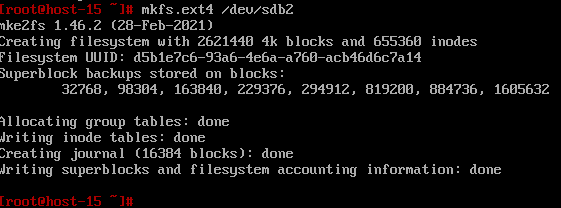 [root@host-15 ~]# mkfs.ext4 /dev/sdb2
mke2fs 1.46.2 (28-Feb-2021)
Creating filesystem with 2621440 4k blocks and 655360 inodes
Filesystem UUID: d5b1e7c6-93a6-4e6a-a760-acb46d6c7a14
Superblock backups stored on blocks:
        32768, 98304, 163840, 229376, 294912, 819200, 884736, 1605632
Allocating group tables: done
Writing inode tables: done
Creating journal (16384 blocks): done
Writing superblocks and filesystem accounting information: done
[root@host-15 ~]#